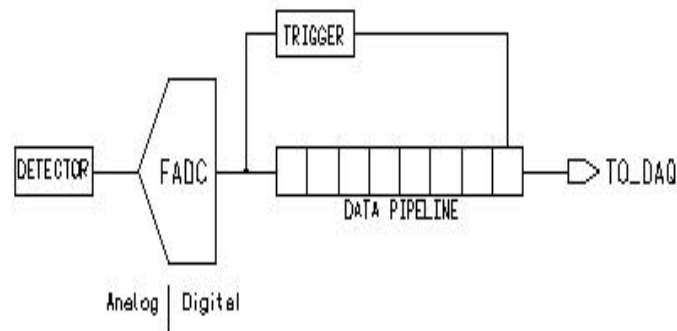 TRIGGER
DETECTOR
FADC
TO_DAQ
DATA PIPELINE
Analog | Digital